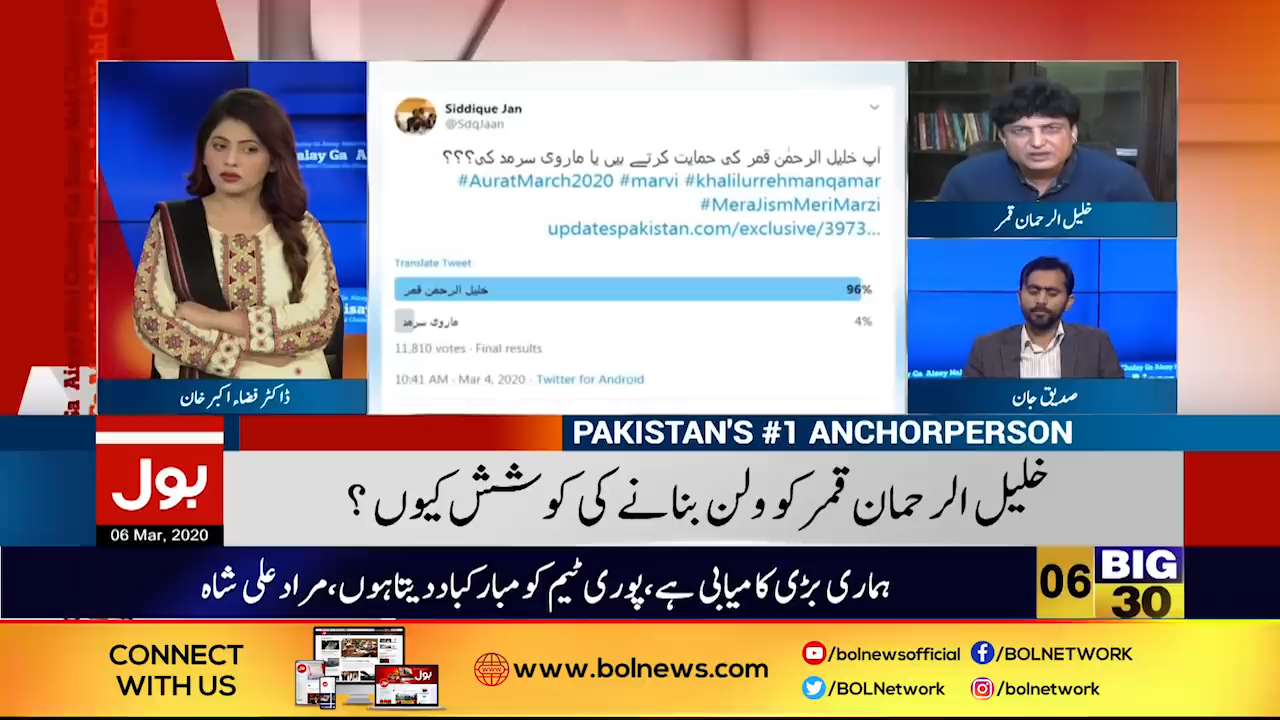 Siddique Jan
@SdqJaan
آپ خلیل الرحمٰن قمر کی حمایت کرتے ہیں یا ماروی سرمد کی؟؟؟
#AuratMarch2020 #marvi #khalilurrehmanqamar
#MeraJismMeriMarzi
updatespakistan.com/exclusive/3973...
Translate Tweet
خلیل الرحمن قمر 96%
ماروی سرمد 4%
11,810 votes · Final results
10:41 AM · Mar 4, 2020 · Twitter for Android
خلیل الرحمان قمر
ڈاکٹر فضاء اکبر خان
صدیق جان
PAKISTAN'S #1 ANCHORPERSON
بول
06 Mar, 2020
خلیل الرحمان قمر کو ولن بنانے کی کوشش کیوں ؟
ہماری بڑی کامیابی ہے، پوری ٹیم کو مبارکباد دیتا ہوں، مراد علی شاہ
06 BIG 30
CONNECT WITH US
www.bolnews.com
/bolnewsofficial
/BOLNETWORK
/BOLNetwork
/bolnetwork